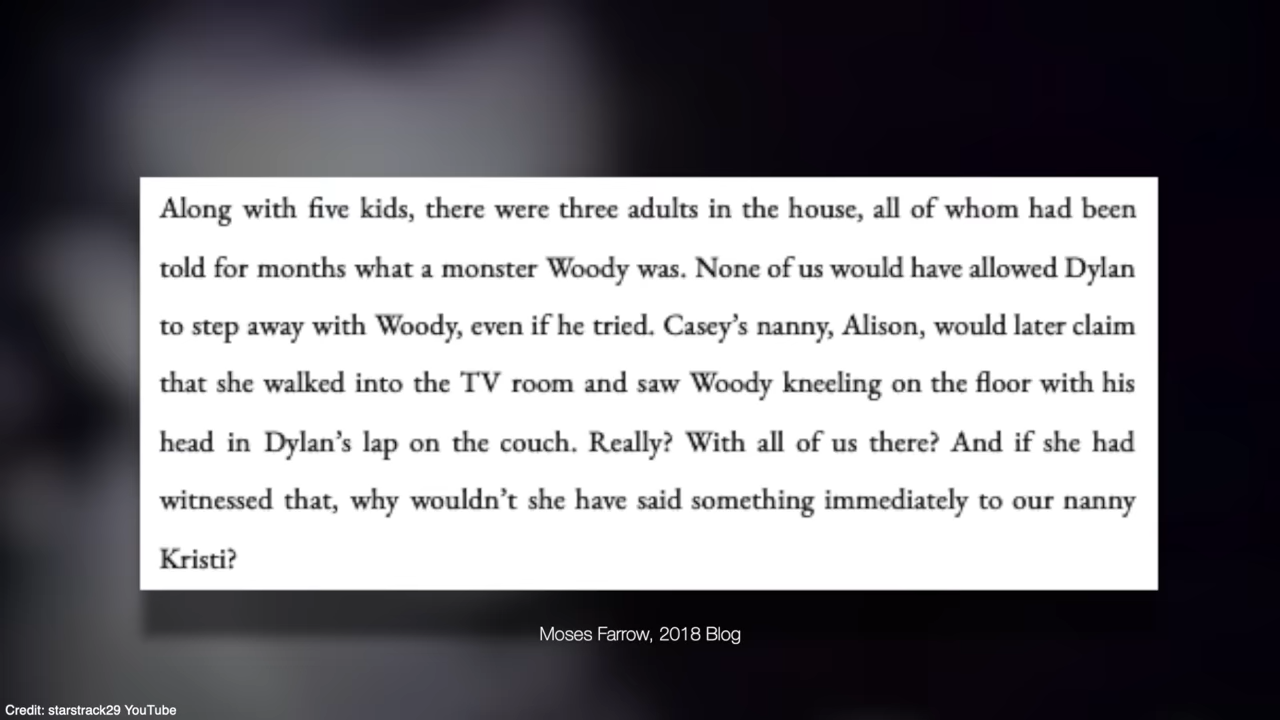 Along with five kids, there were three adults in the house, all of whom had been
told for months what a monster Woody was. None of us would have allowed Dylan
to step away with Woody, even if he tried. Casey’s nanny, Alison, would later claim
that she walked into the TV room and saw Woody kneeling on the floor with his
head in Dylan’s lap on the couch. Really? With all of us there? And if she had
witnessed that, why wouldn’t she have said something immediately to our nanny
Kristi?
Moses Farrow, 2018 Blog
Credit: starstrack29 YouTube